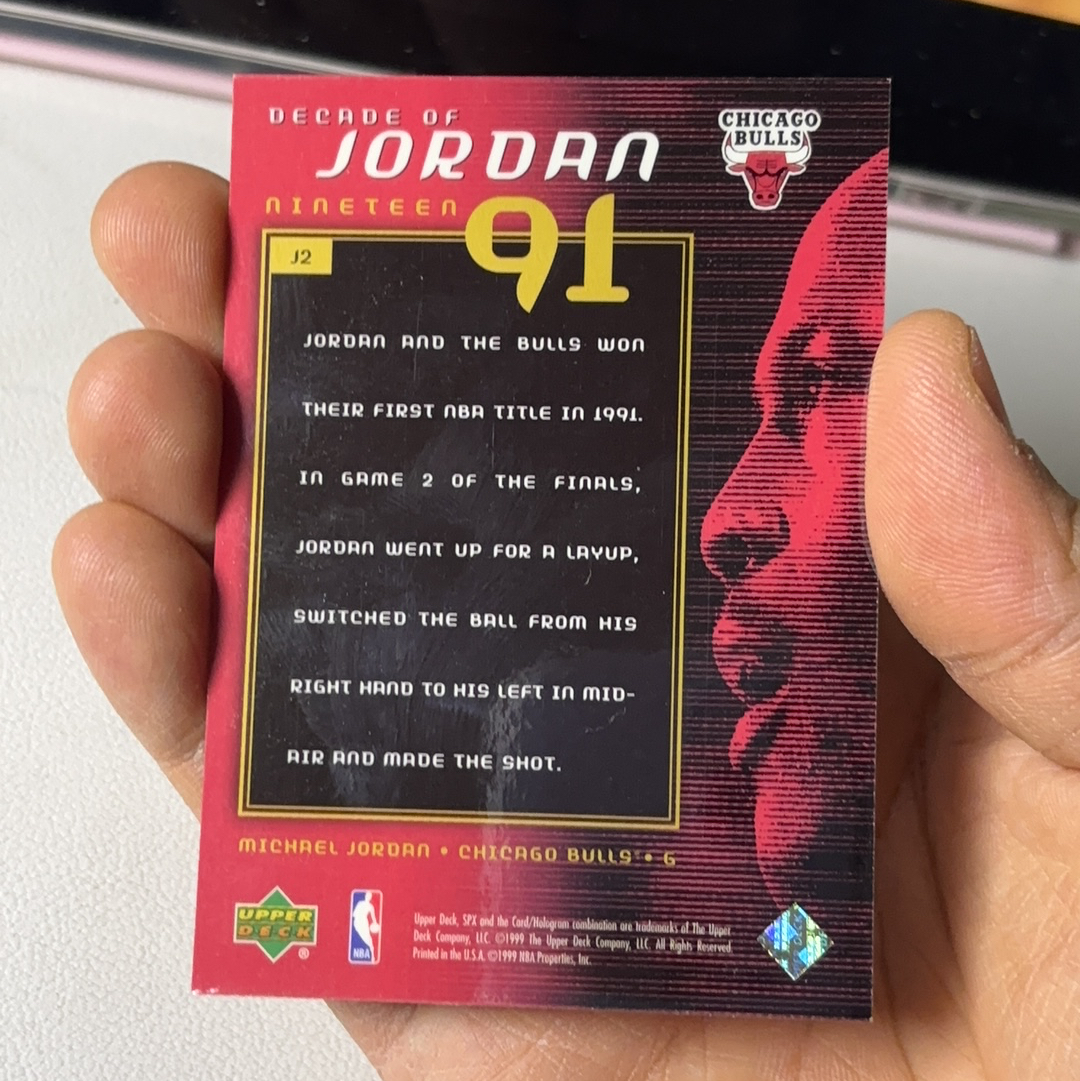 DECADE OF
JORDAN
CHICAGO
BULLS
NINETEEN
91
J2
JORDAN AND THE BULLS WON
THEIR FIRST NBA TITLE IN 1991.
IN GAME 2 OF THE FINALS,
JORDAN WENT UP FOR A LAYUP,
SWITCHED THE BALL FROM HIS
RIGHT HAND TO HIS LEFT IN MID-
AIR AND MADE THE SHOT.
MICHAEL JORDAN • CHICAGO BULLS • G
UPPER
DECK
®
NBA
Upper Deck, SPX and the Card/Hologram combination are trademarks of The Upper
Deck Company, LLC. ©1999 The Upper Deck Company, LLC. All Rights Reserved.
Printed in the U.S.A. ©1999 NBA Properties, Inc.